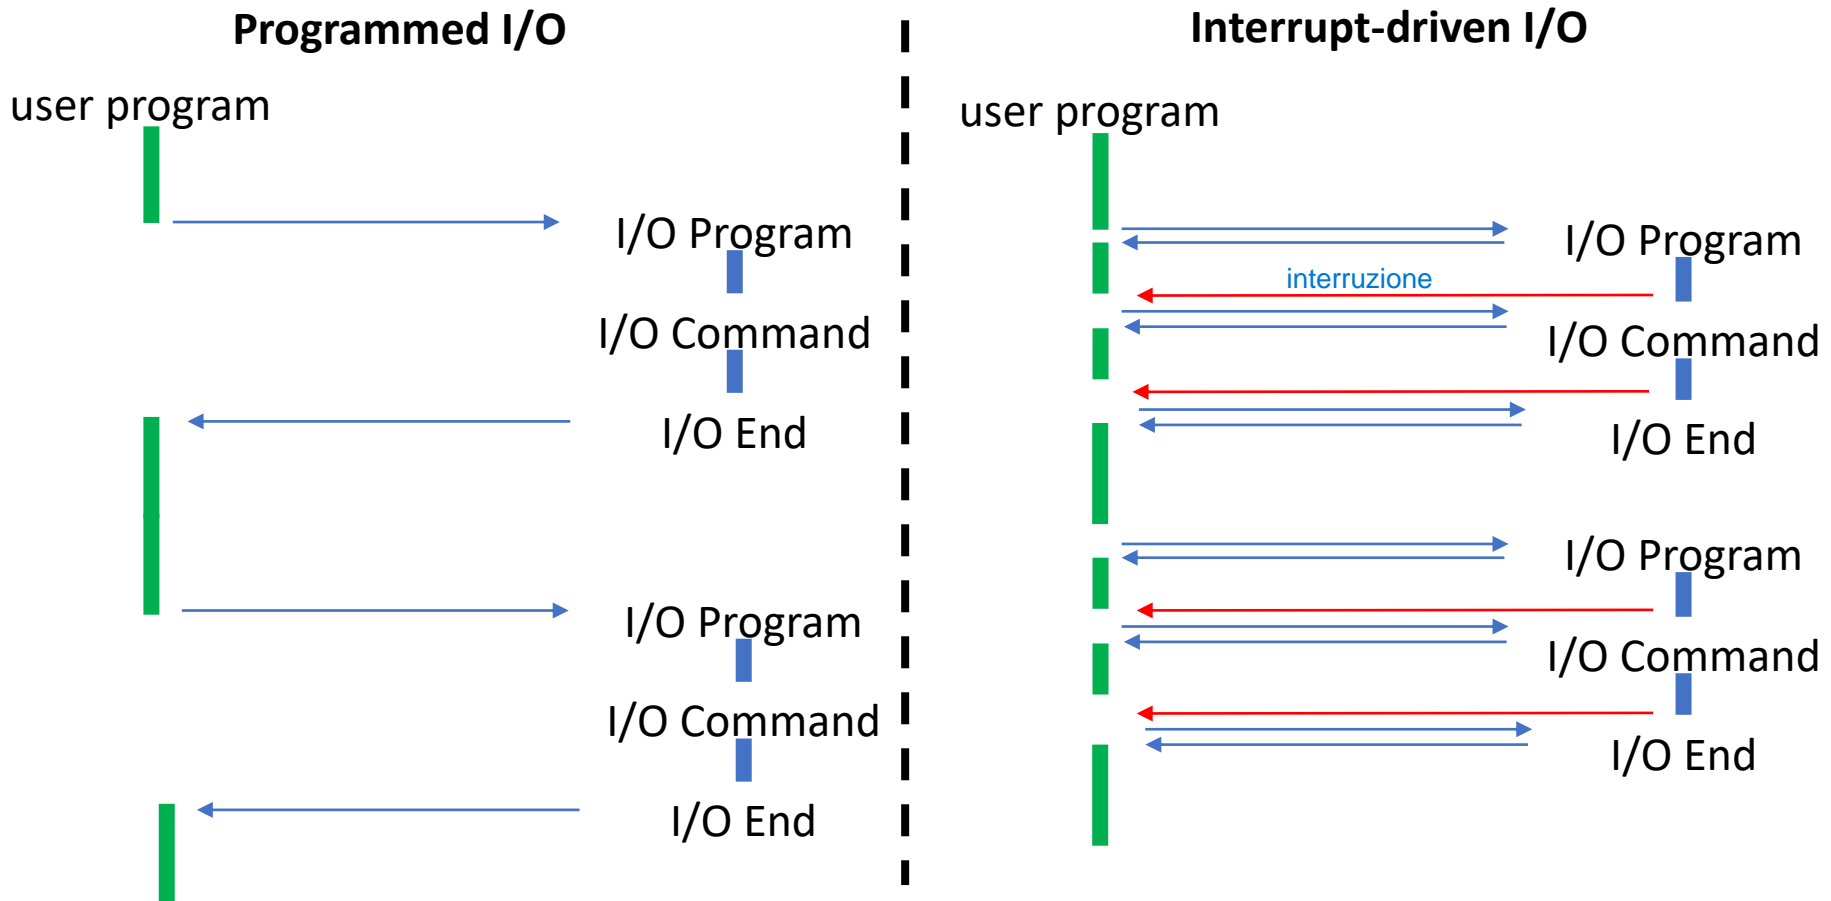 Programmed I/O
user program
I/O Program
I/O Command
I/O End
I/O Program
I/O Command
I/O End
Interrupt-driven I/O
user program
I/O Program
interruzione
I/O Command
I/O End
I/O Program
I/O Command
I/O End